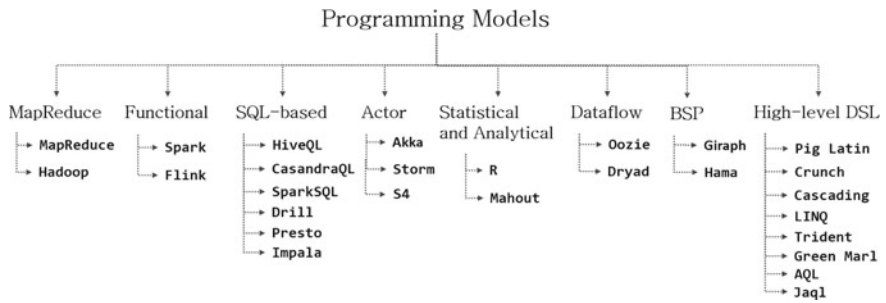 Programming Models
MapReduce
MapReduce
Hadoop
Functional
Spark
Flink
SQL-based
HiveQL
CasandraQL
SparkSQL
Drill
Presto
Impala
Actor
Akka
Storm
S4
Statistical
and Analytical
R
Mahout
Dataflow
Oozie
Dryad
BSP
Giraph
Hama
High-level DSL
Pig Latin
Crunch
Cascading
LINQ
Trident
Green Marl
AQL
Jaql